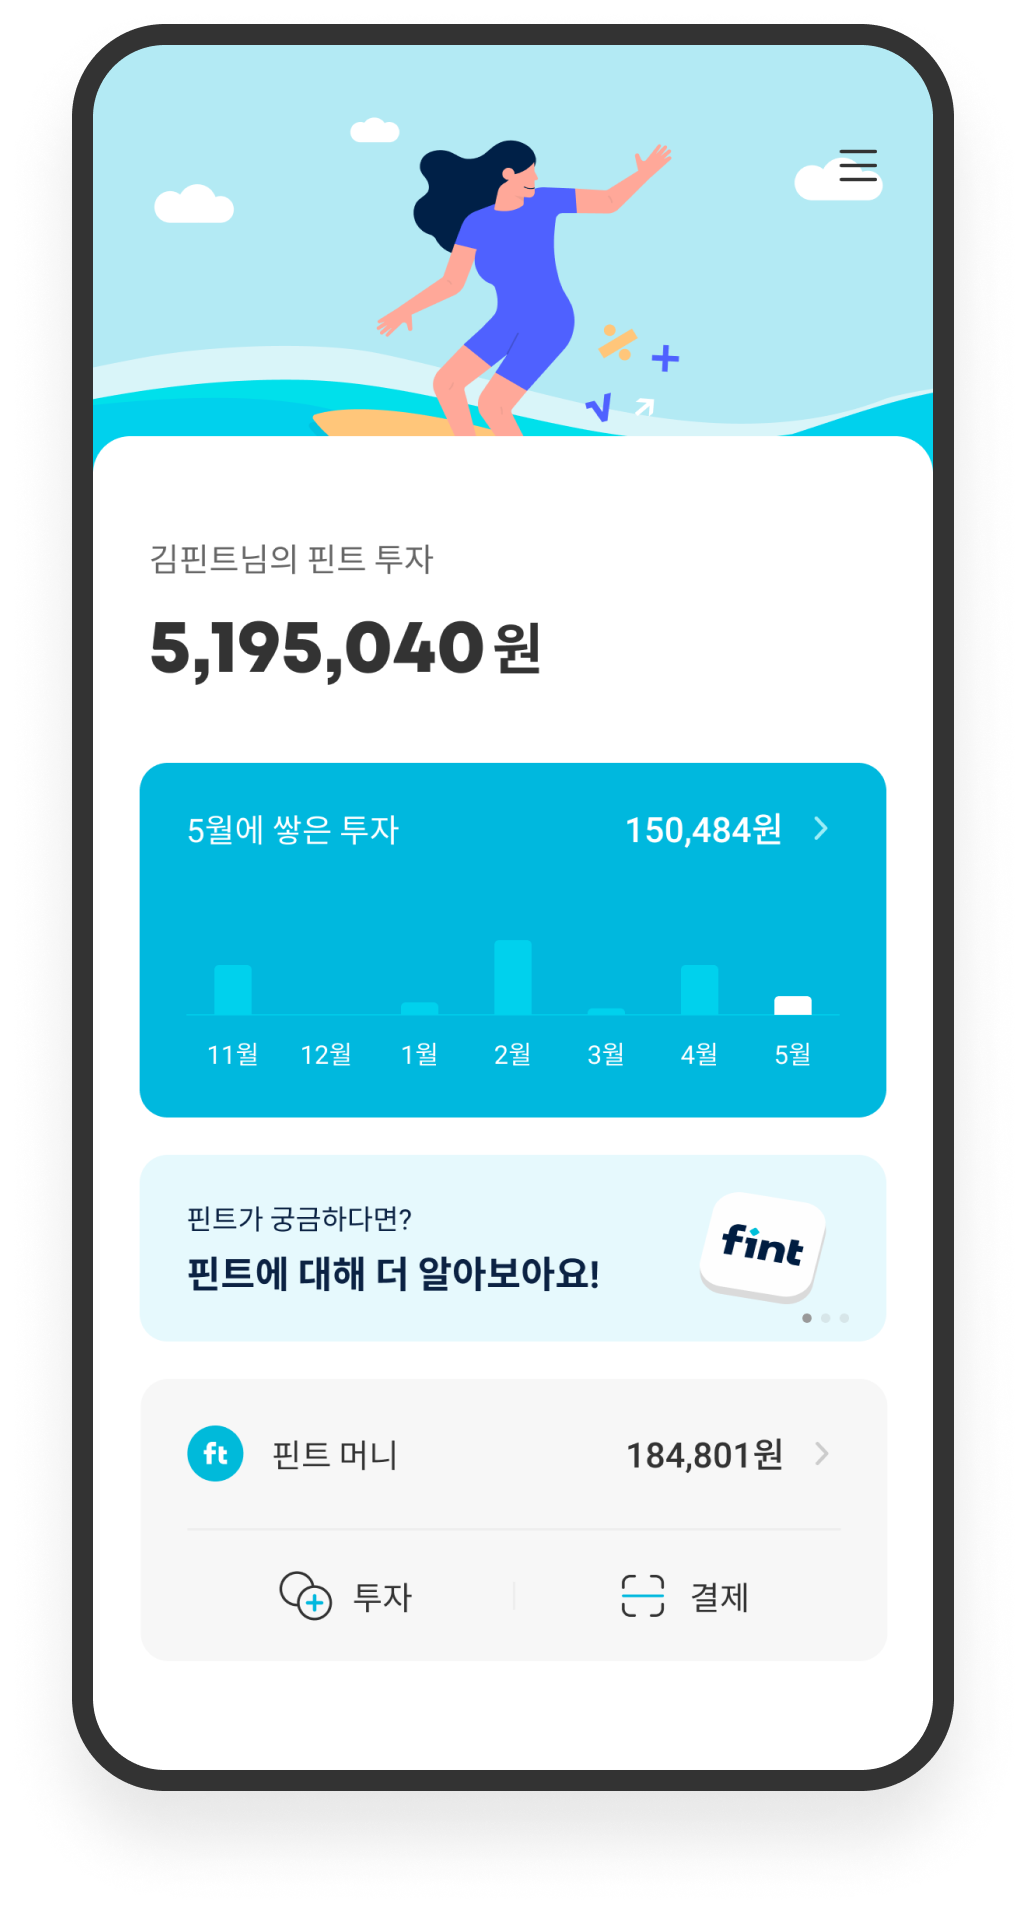 김핀트님의 핀트 투자
5,195,040원
5월에 쌓은 투자 150,484원
11월 12월 1월 2월 3월 4월 5월
핀트가 궁금하다면?
핀트에 대해 더 알아보아요!
fint
ft 핀트 머니 184,801원
투자 결제